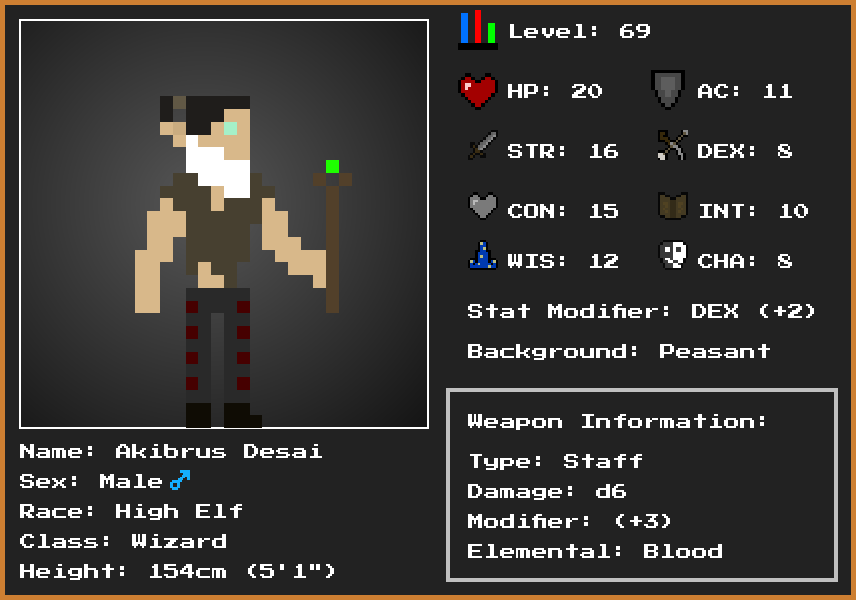 Level: 69
HP: 20 AC: 11
STR: 16 DEX: 8
CON: 15 INT: 10
WIS: 12 CHA: 8
Stat Modifier: DEX (+2)
Background: Peasant
Weapon Information:
Type: Staff
Damage: d6
Modifier: (+3)
Elemental: Blood
Name: Akibrus Desai
Sex: Male ♂
Race: High Elf
Class: Wizard
Height: 154cm (5'1")